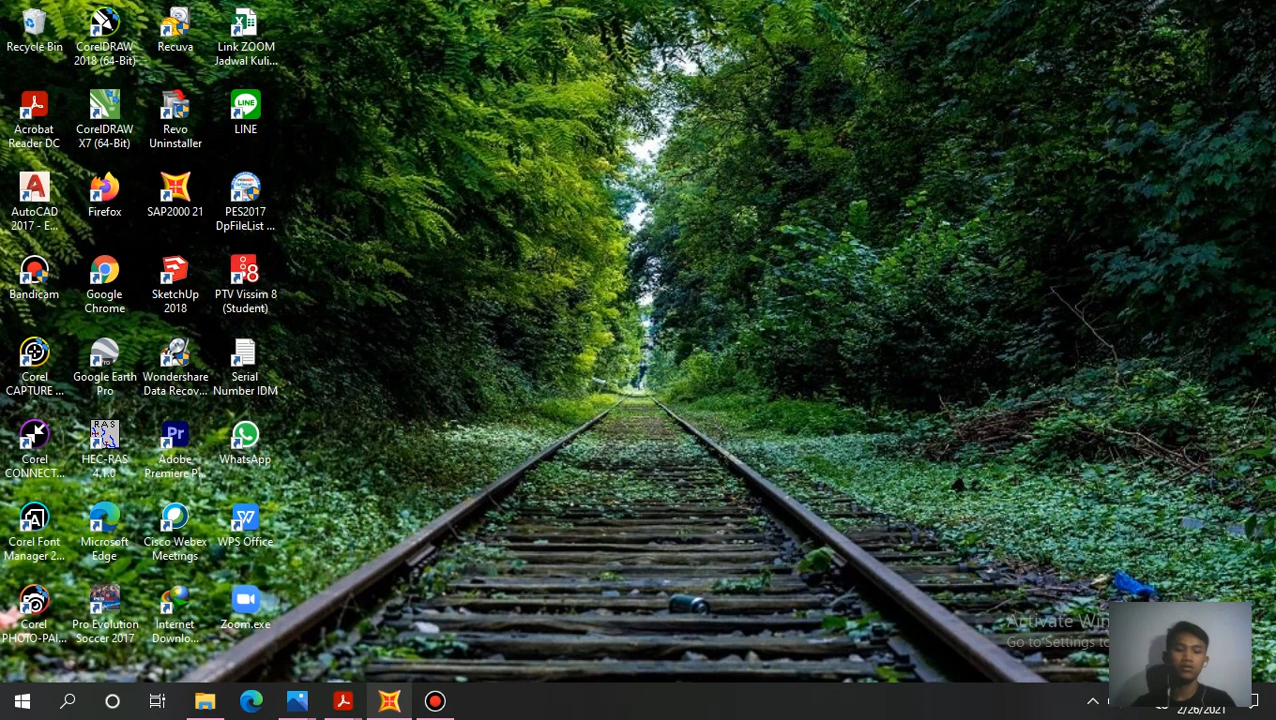 Recycle Bin
CorelDRAW
2018 (64-Bit)
Recuva
Link ZOOM
Jadwal Kuli...
Acrobat
Reader DC
CorelDRAW
X7 (64-Bit)
Revo
Uninstaller
LINE
AutoCAD
2017 - E...
Firefox
SAP2000 21
PES2017
DpFileList ...
Bandicam
Google
Chrome
SketchUp
2018
PTV Vissim 8
(Student)
Corel
CAPTURE ...
Google Earth
Pro
Wondershare
Data Recov...
Serial
Number IDM
Corel
CONNECT...
RAS
HEC-RAS
4.1.0
Pr
Adobe
Premiere P...
WhatsApp
Corel Font
Manager 2...
Microsoft
Edge
Cisco Webex
Meetings
WPS Office
Corel
PHOTO-PAI...
Pro Evolution
Soccer 2017
Internet
Downlo...
Zoom.exe
Activate Win
Go to Settings to
2/26/2021